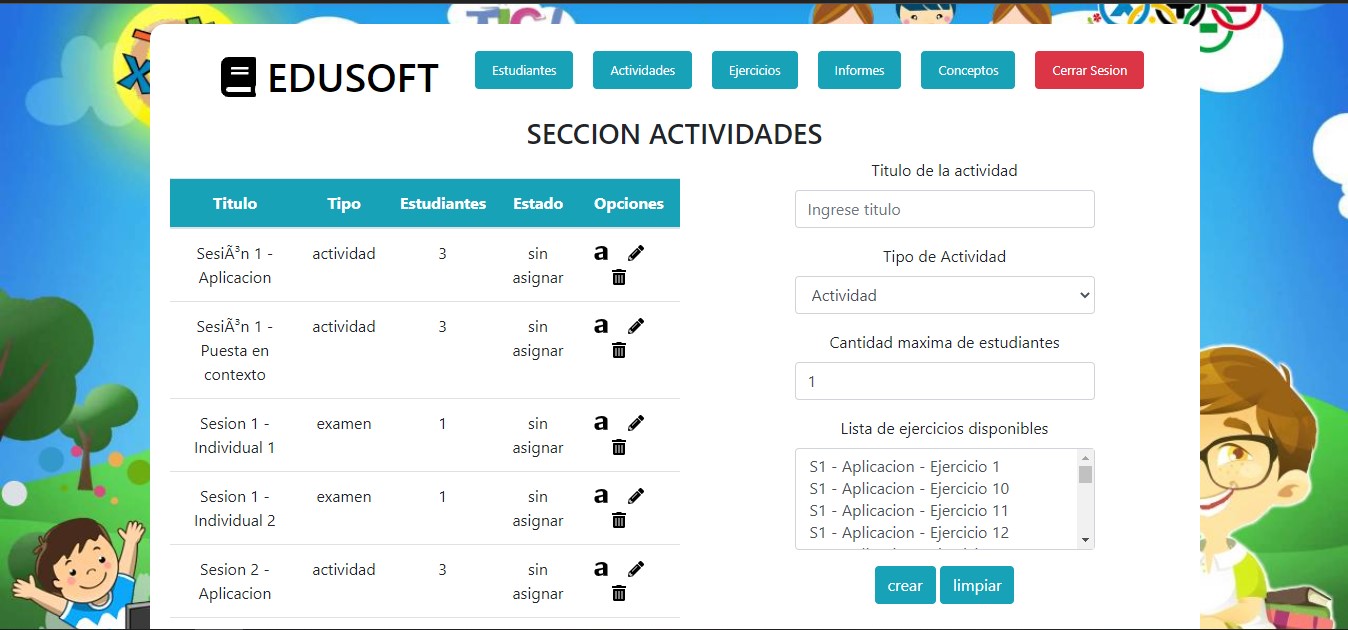 TIC
EDUSOFT
Estudiantes
Actividades
Ejercicios
Informes
Conceptos
Cerrar Sesion
SECCION ACTIVIDADES
Titulo Tipo Estudiantes Estado Opciones
SesiÃ³n 1 - actividad 3 sin a
Aplicacion asignar
SesiÃ³n 1 - actividad 3 sin a
Puesta en asignar
contexto
Sesion 1 - examen 1 sin a
Individual 1 asignar
Sesion 1 - examen 1 sin a
Individual 2 asignar
Sesion 2 - actividad 3 sin a
Aplicacion asignar
Titulo de la actividad
Ingrese titulo
Tipo de Actividad
Actividad
Cantidad maxima de estudiantes
1
Lista de ejercicios disponibles
S1 - Aplicacion - Ejercicio 1
S1 - Aplicacion - Ejercicio 10
S1 - Aplicacion - Ejercicio 11
S1 - Aplicacion - Ejercicio 12
crear
limpiar